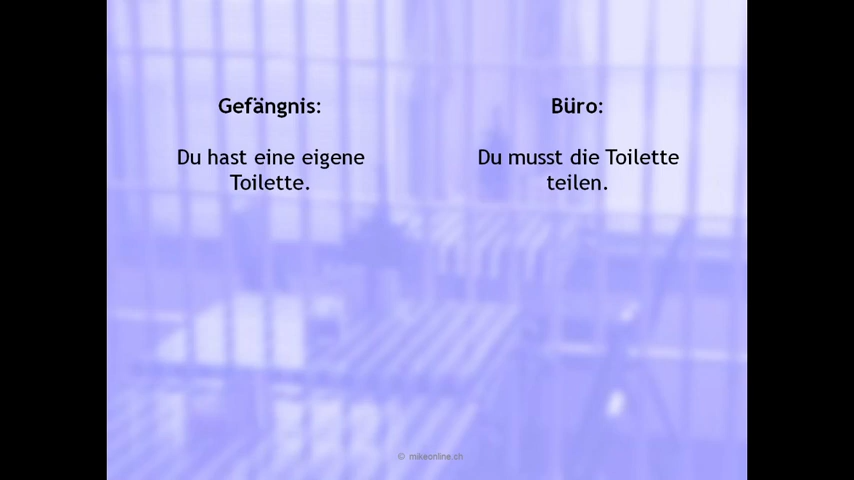 Gefängnis:
Du hast eine eigene
Toilette.
Büro:
Du musst die Toilette
teilen.
© mikeonline.ch